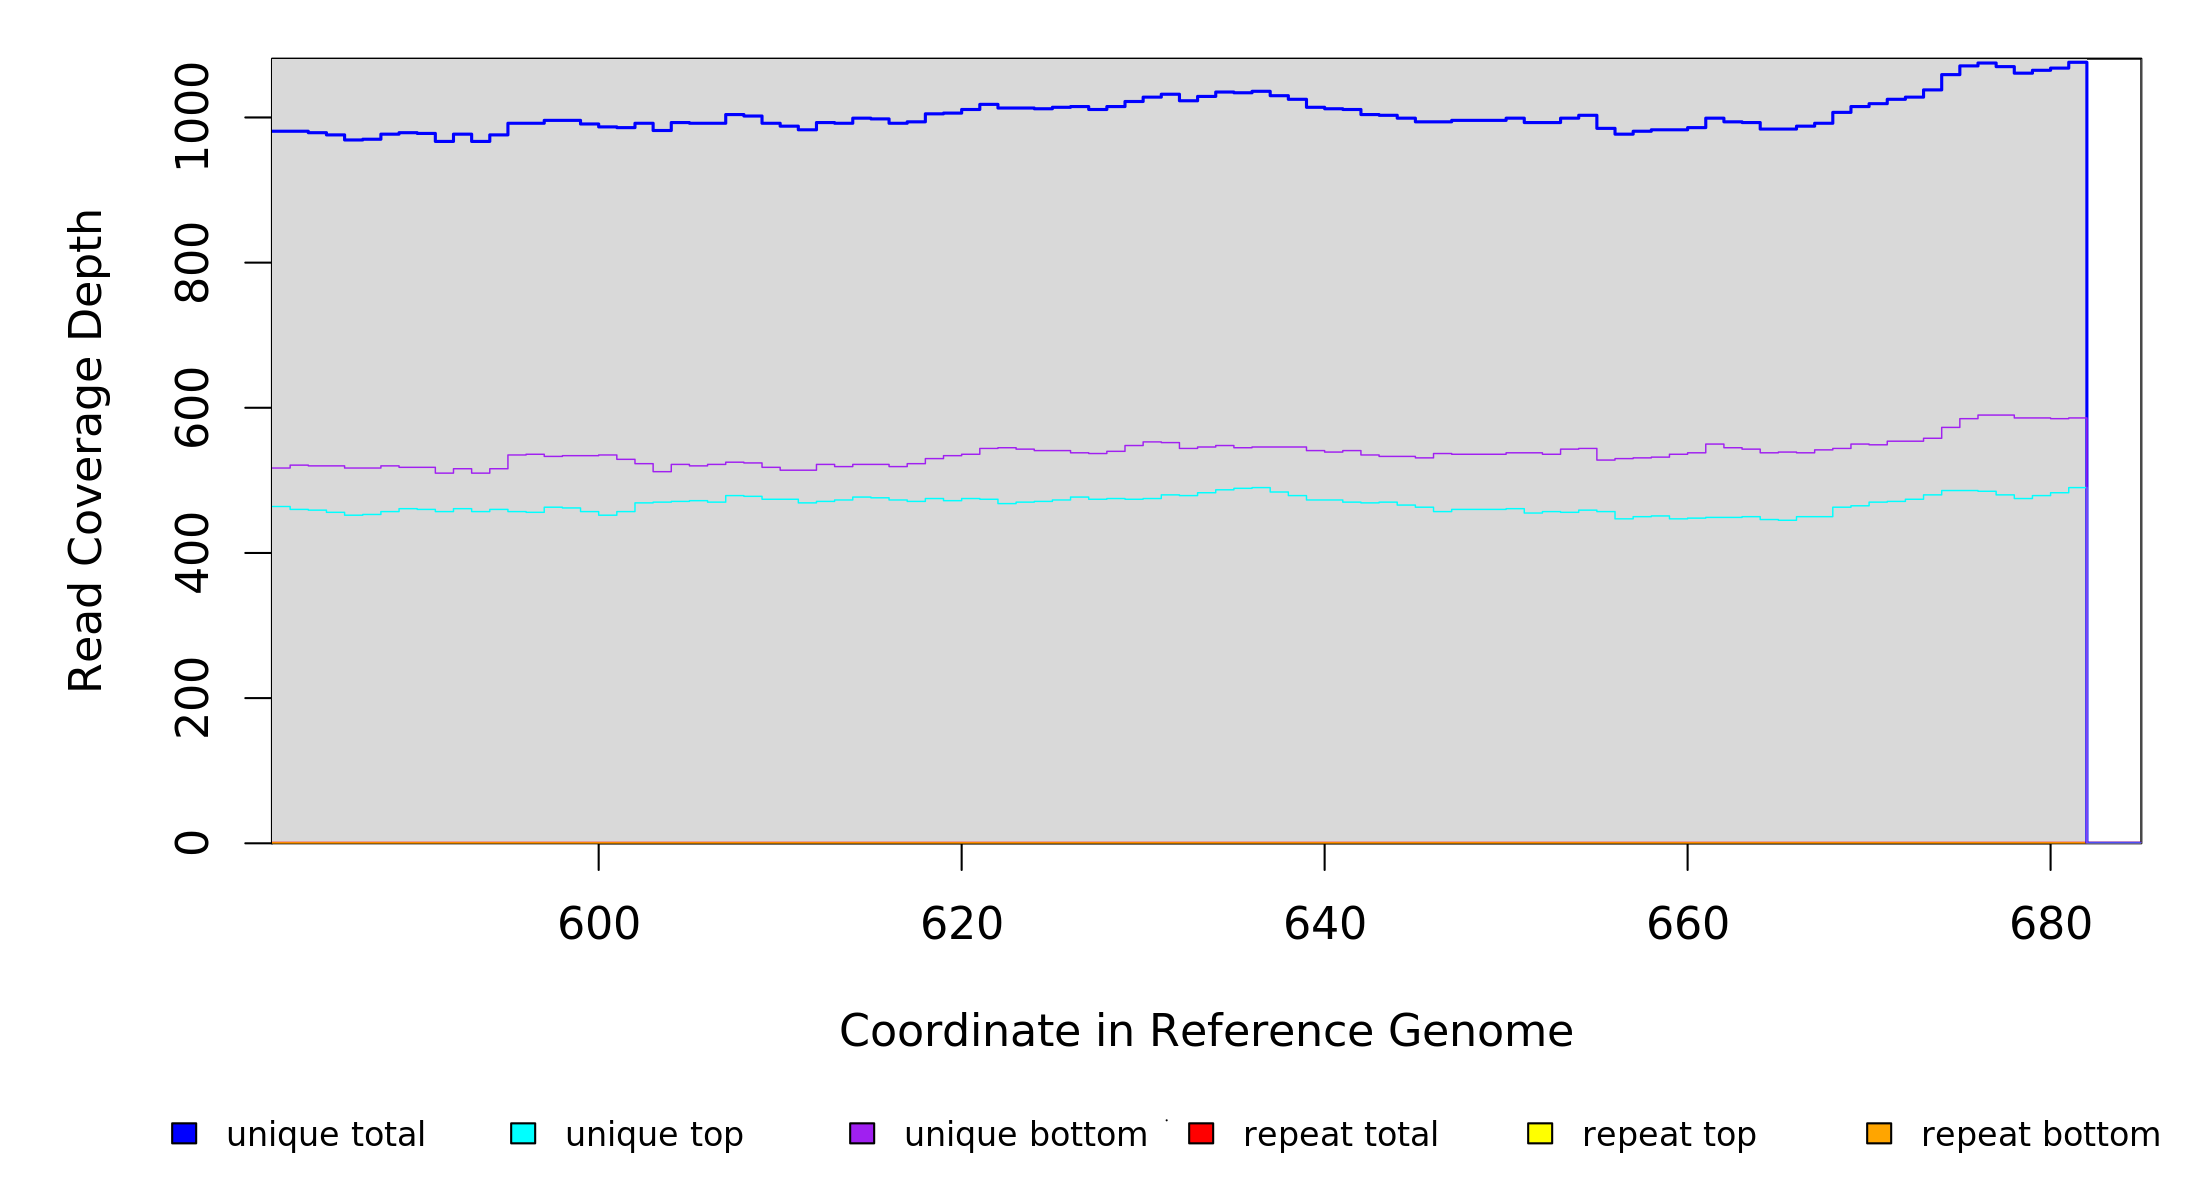 Read Coverage Depth
1000
800
600
400
200
0
600 620 640 660 680
Coordinate in Reference Genome
unique total unique top unique bottom repeat total repeat top repeat bottom